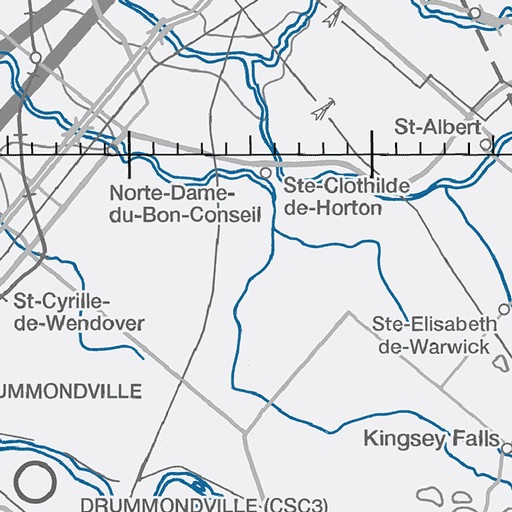 St-Albert
Norte-Dame-
du-Bon-Conseil
Ste-Clothilde
de-Horton
St-Cyrille-
de-Wendover
Ste-Elisabeth
de-Warwick
UMMONDVILLE
Kingsey Falls
DRUMMONDVILLE (CSC3)